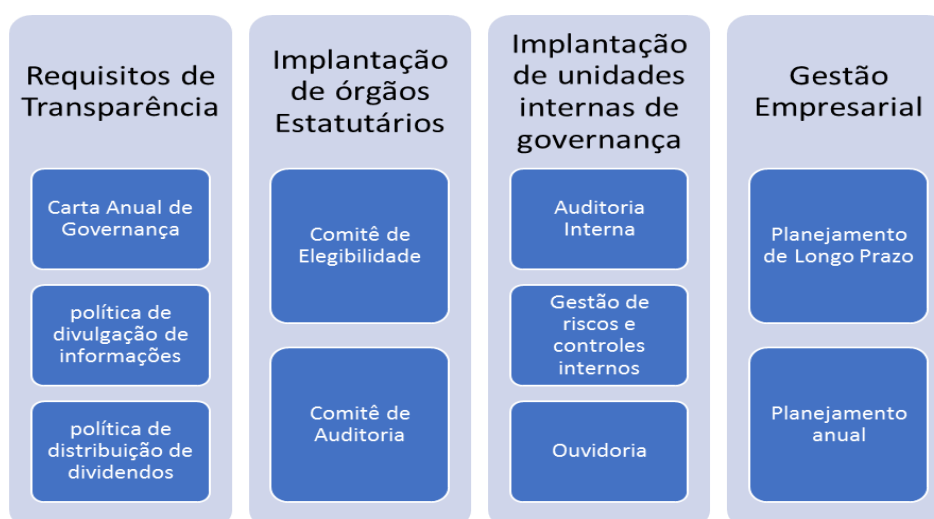 Requisitos de
Transparência
Carta Anual de
Governança
política de
divulgação de
informações
política de
distribuição de
dividendos
Implantação
de órgãos
Estatutários
Comitê de
Elegibilidade
Comitê de
Auditoria
Implantação
de unidades
internas de
governança
Auditoria
Interna
Gestão de
riscos e
controles
internos
Ouvidoria
Gestão
Empresarial
Planejamento
de Longo Prazo
Planejamento
anual